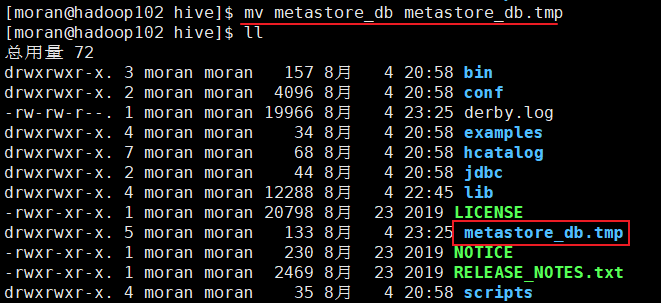 [moran@hadoop102 hive]$ mv metastore_db metastore_db.tmp
[moran@hadoop102 hive]$ ll
总用量 72
drwxrwxr-x. 3 moran moran   157 8月   4 20:58 bin
drwxrwxr-x. 2 moran moran  4096 8月   4 20:58 conf
-rw-rw-r--. 1 moran moran 19966 8月   4 23:25 derby.log
drwxrwxr-x. 4 moran moran    34 8月   4 20:58 examples
drwxrwxr-x. 7 moran moran    68 8月   4 20:58 hcatalog
drwxrwxr-x. 2 moran moran    44 8月   4 20:58 jdbc
drwxrwxr-x. 4 moran moran 12288 8月   4 22:45 lib
-rwxr-xr-x. 1 moran moran 20798 8月  23 2019 LICENSE
drwxrwxr-x. 5 moran moran   133 8月   4 23:25 metastore_db.tmp
-rwxr-xr-x. 1 moran moran   230 8月  23 2019 NOTICE
-rwxr-xr-x. 1 moran moran  2469 8月  23 2019 RELEASE_NOTES.txt
drwxrwxr-x. 4 moran moran    35 8月   4 20:58 scripts